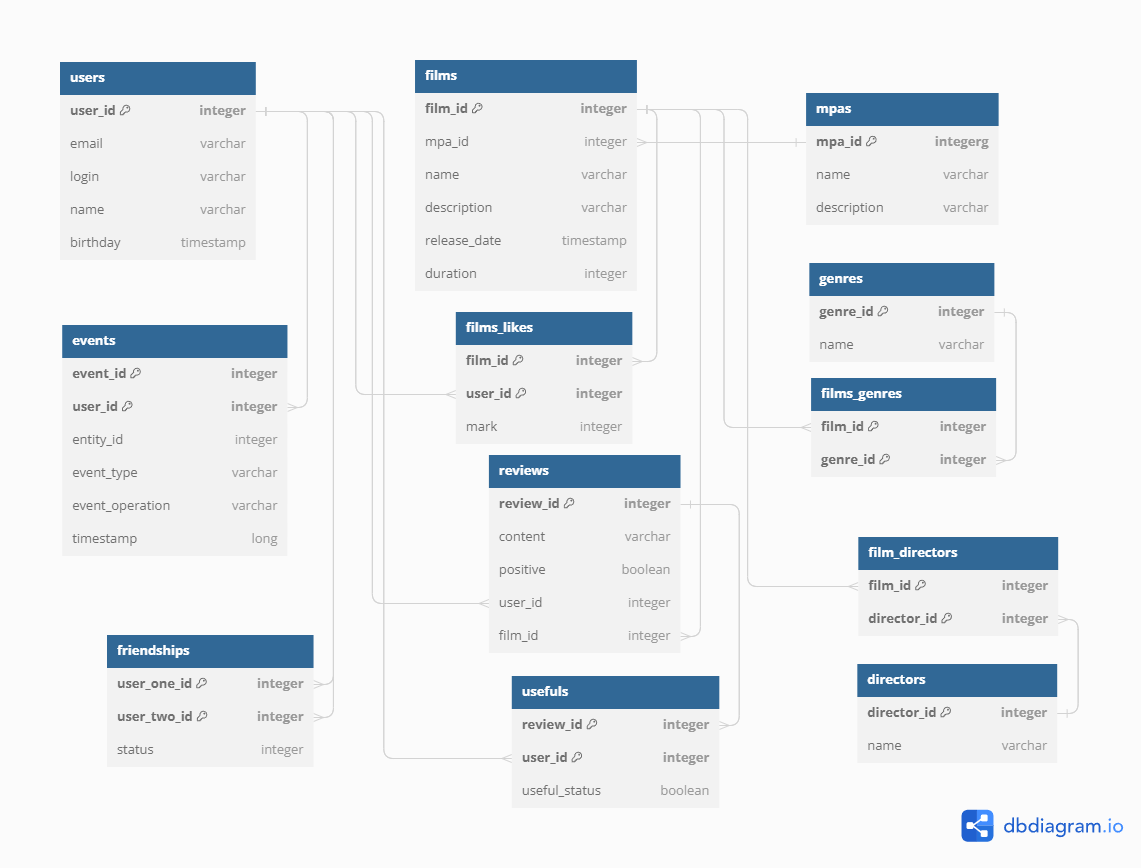 users
user_id integer
email varchar
login varchar
name varchar
birthday timestamp
films
film_id integer
mpa_id integer
name varchar
description varchar
release_date timestamp
duration integer
mpas
mpa_id integerg
name varchar
description varchar
genres
genre_id integer
name varchar
events
event_id integer
user_id integer
entity_id integer
event_type varchar
event_operation varchar
timestamp long
films_likes
film_id integer
user_id integer
mark integer
films_genres
film_id integer
genre_id integer
reviews
review_id integer
content varchar
positive boolean
user_id integer
film_id integer
film_directors
film_id integer
director_id integer
friendships
user_one_id integer
user_two_id integer
status integer
usefuls
review_id integer
user_id integer
useful_status boolean
directors
director_id integer
name varchar
dbdiagram.io